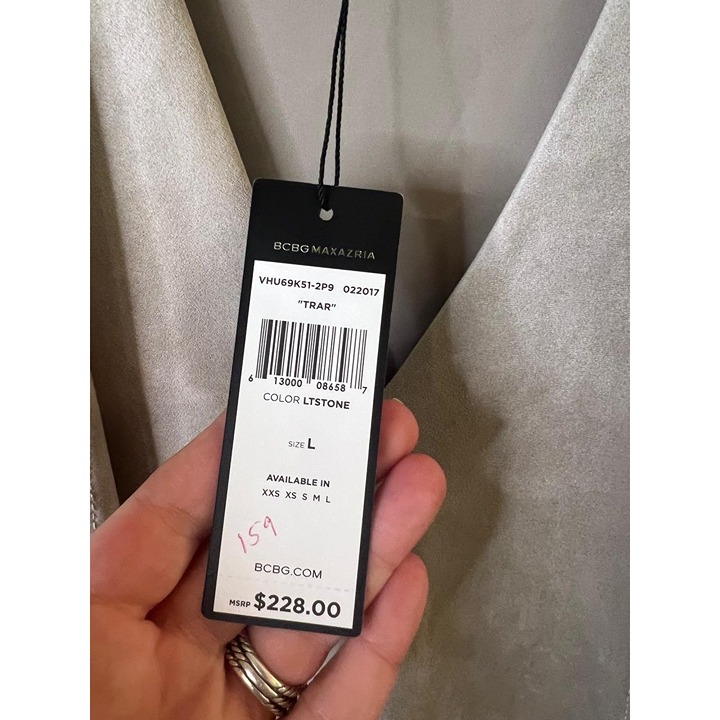 BCBGMAXAZRIA
VHU69K51-2P9 022017
"TRAR"
6 13000 08658 7
COLOR LTSTONE
SIZE L
AVAILABLE IN
XXS XS S M L
159
BCBG.COM
MSRP $228.00